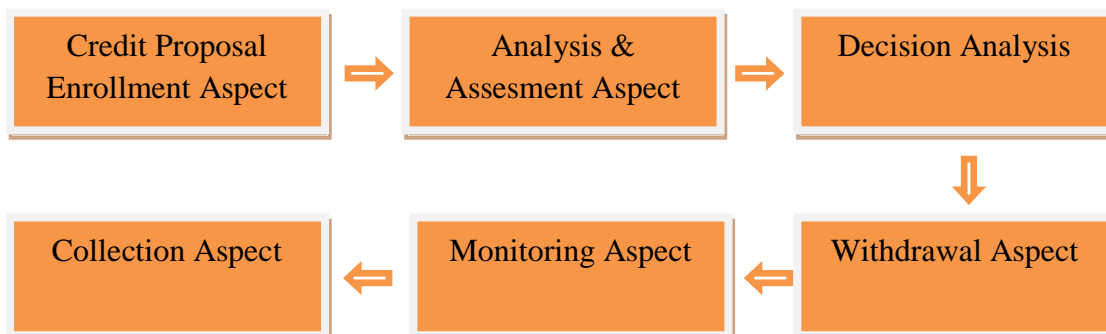 Credit Proposal
Enrollment Aspect
Analysis &
Assesment Aspect
Decision Analysis
Withdrawal Aspect
Monitoring Aspect
Collection Aspect